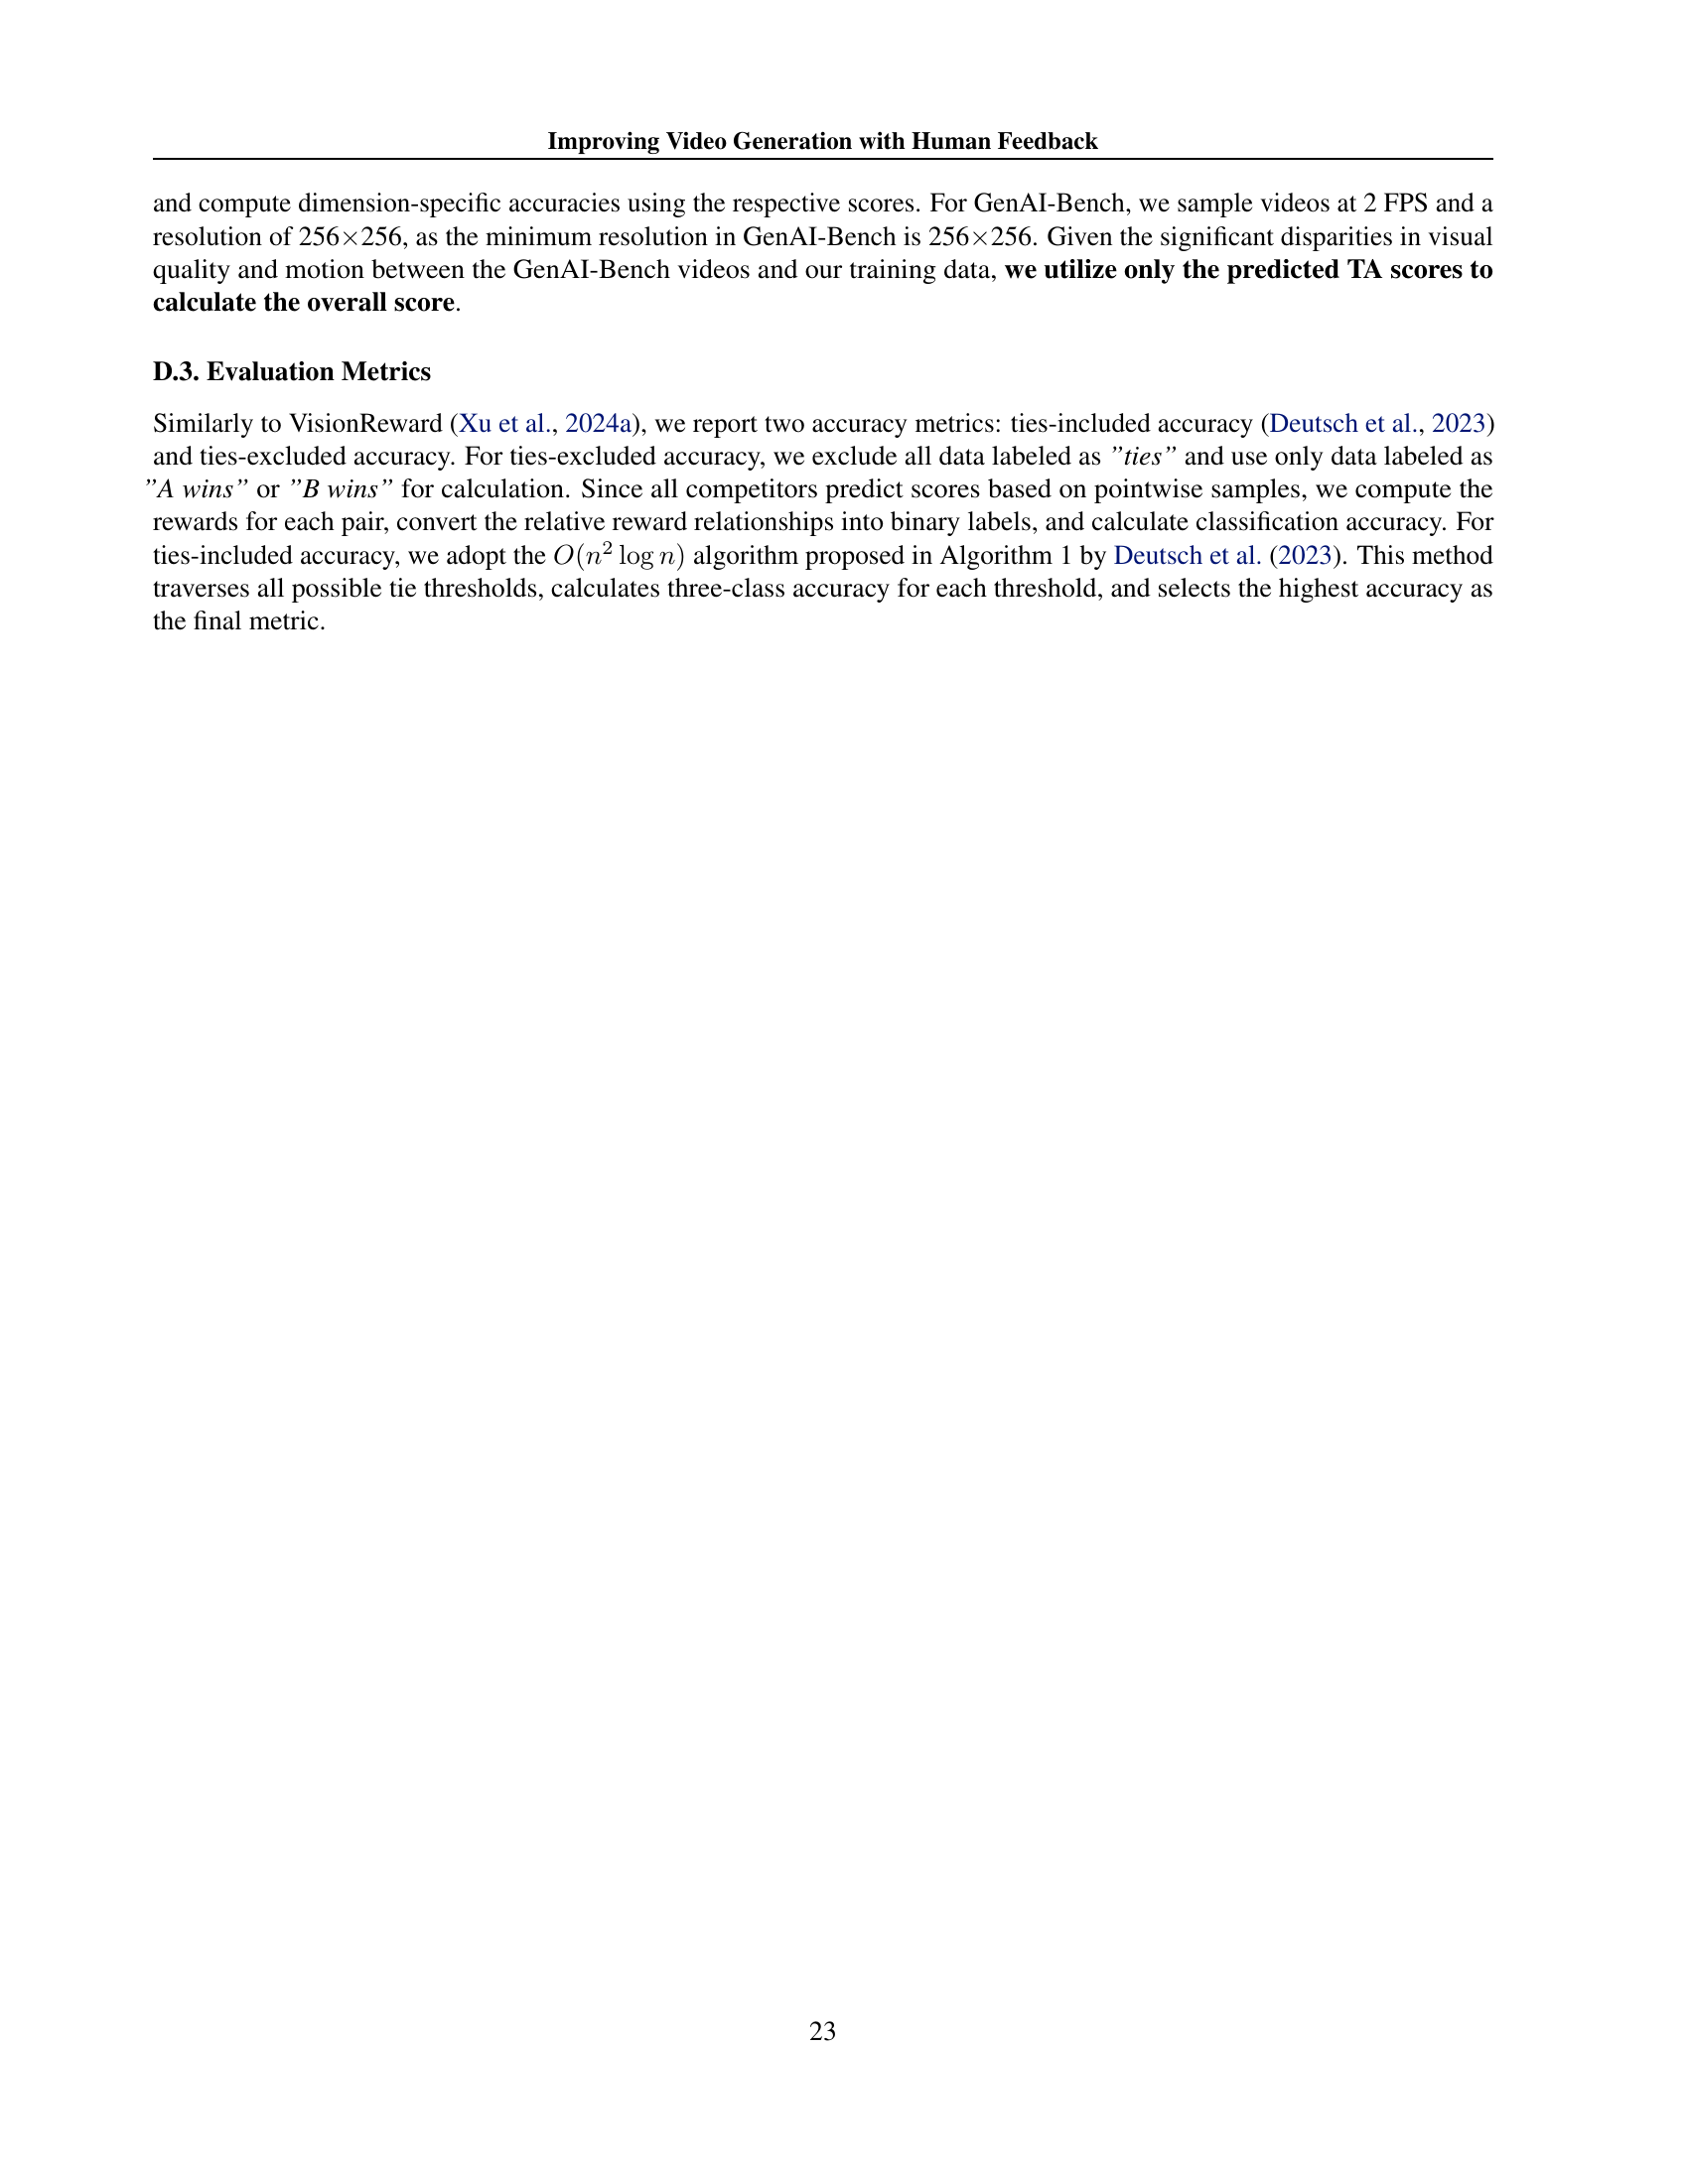 Improving Video Generation with Human Feedback
and compute dimension-specific accuracies using the respective scores. For GenAI-Bench, we sample videos at 2 FPS and a
resolution of 256×256, as the minimum resolution in GenAI-Bench is 256×256. Given the significant disparities in visual
quality and motion between the GenAI-Bench videos and our training data, we utilize only the predicted TA scores to
calculate the overall score.
D.3. Evaluation Metrics
Similarly to VisionReward (Xu et al., 2024a), we report two accuracy metrics: ties-included accuracy (Deutsch et al., 2023)
and ties-excluded accuracy. For ties-excluded accuracy, we exclude all data labeled as ”ties” and use only data labeled as
”A wins” or ”B wins” for calculation. Since all competitors predict scores based on pointwise samples, we compute the
rewards for each pair, convert the relative reward relationships into binary labels, and calculate classification accuracy. For
ties-included accuracy, we adopt the O(n² log n) algorithm proposed in Algorithm 1 by Deutsch et al. (2023). This method
traverses all possible tie thresholds, calculates three-class accuracy for each threshold, and selects the highest accuracy as
the final metric.
23